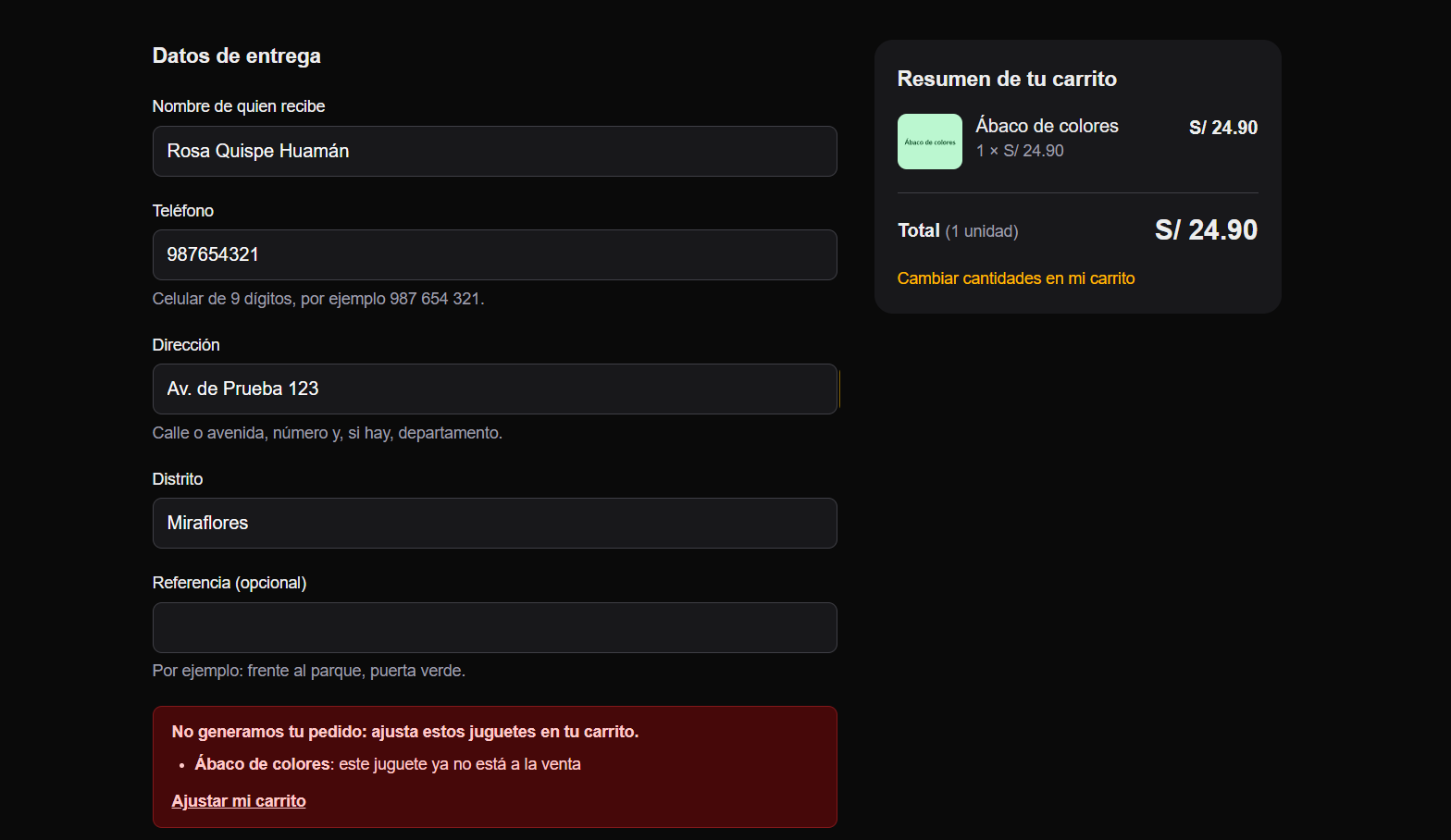 Datos de entrega
Nombre de quien recibe
Rosa Quispe Huamán
Teléfono
987654321
Celular de 9 dígitos, por ejemplo 987 654 321.
Dirección
Av. de Prueba 123
Calle o avenida, número y, si hay, departamento.
Distrito
Miraflores
Referencia (opcional)
Por ejemplo: frente al parque, puerta verde.
No generamos tu pedido: ajusta estos juguetes en tu carrito.
• Ábaco de colores: este juguete ya no está a la venta
Ajustar mi carrito
Resumen de tu carrito
Ábaco de colores
Ábaco de colores S/ 24.90
1 × S/ 24.90
Total (1 unidad) S/ 24.90
Cambiar cantidades en mi carrito